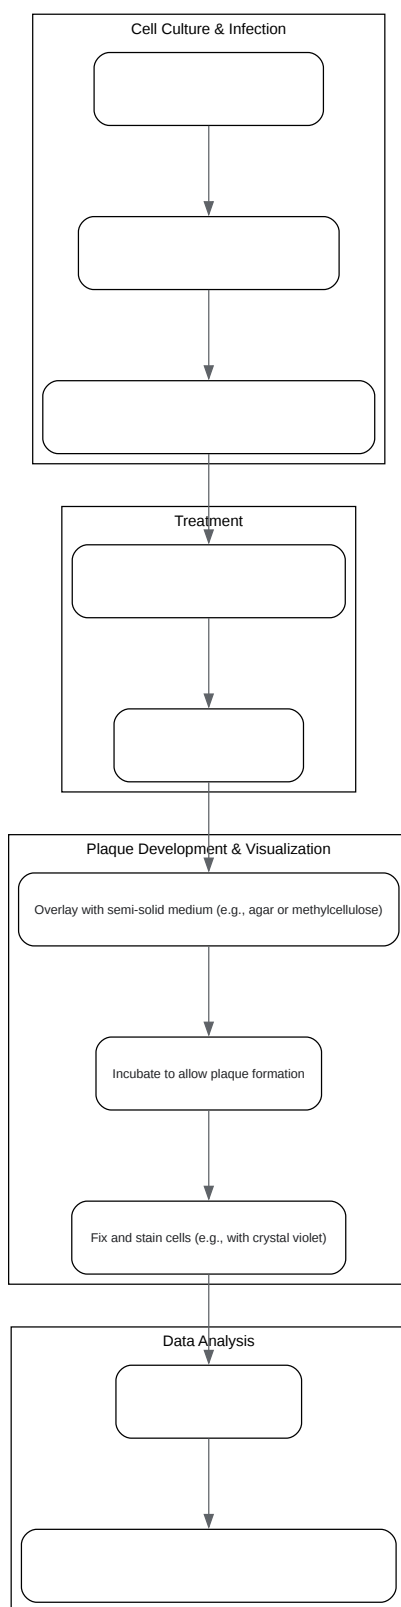 Cell Culture & Infection
Treatment
Plaque Development & Visualization
Overlay with semi-solid medium (e.g., agar or methylcellulose)
Incubate to allow plaque formation
Fix and stain cells (e.g., with crystal violet)
Data Analysis